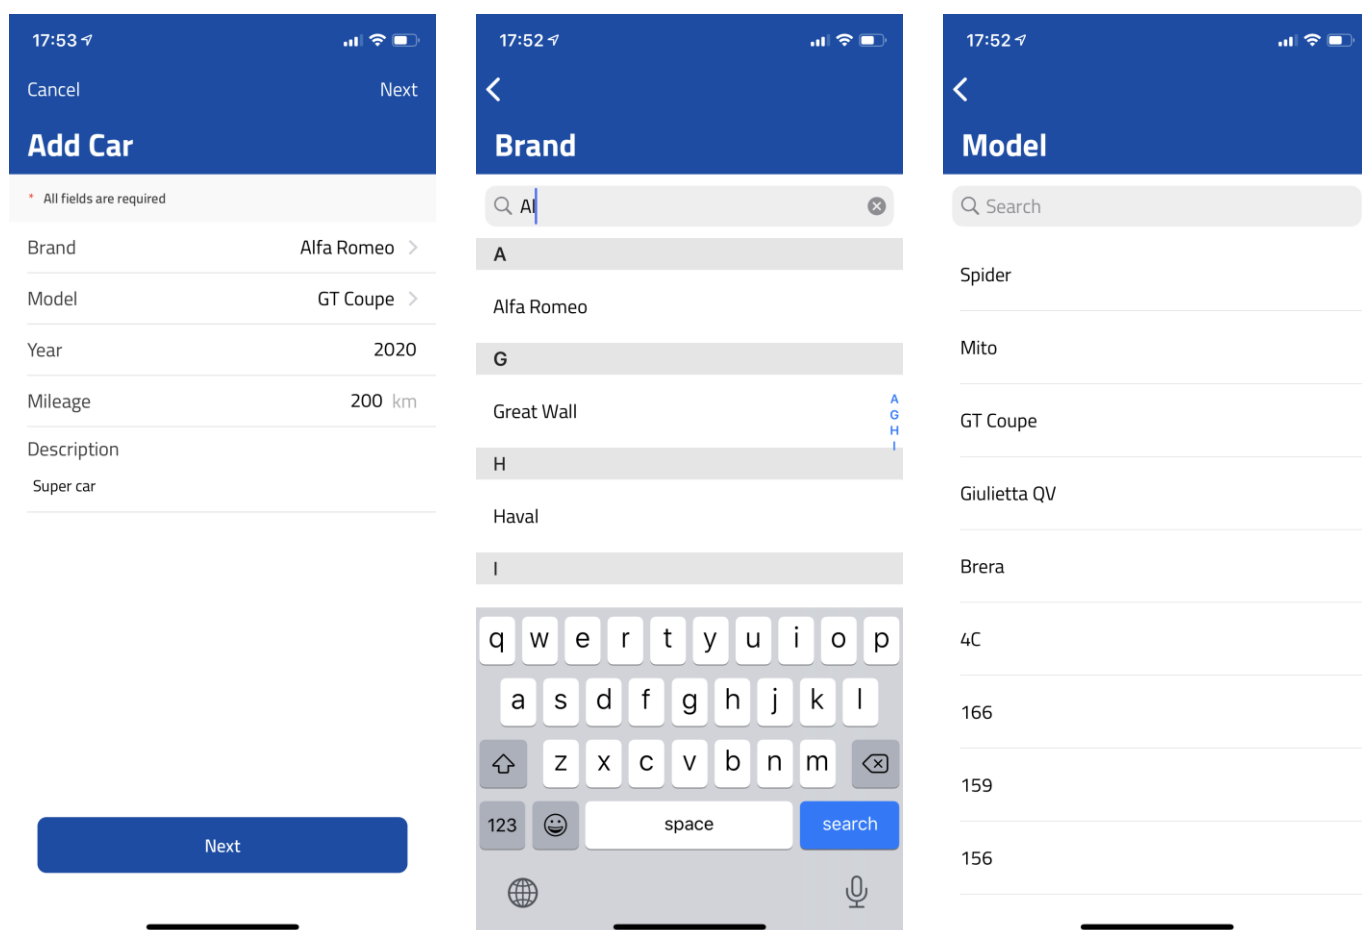 17:53
Cancel
Next
Add Car
* All fields are required
Brand
Alfa Romeo
Model
GT Coupe
Year
2020
Mileage
200 km
Description
Super car
Next
17:52
Brand
Al
A
Alfa Romeo
G
Great Wall
H
Haval
I
A
G
H
I
q w e r t y u i o p
a s d f g h j k l
z x c v b n m
123
space
search
17:52
Model
Search
Spider
Mito
GT Coupe
Giulietta QV
Brera
4C
166
159
156